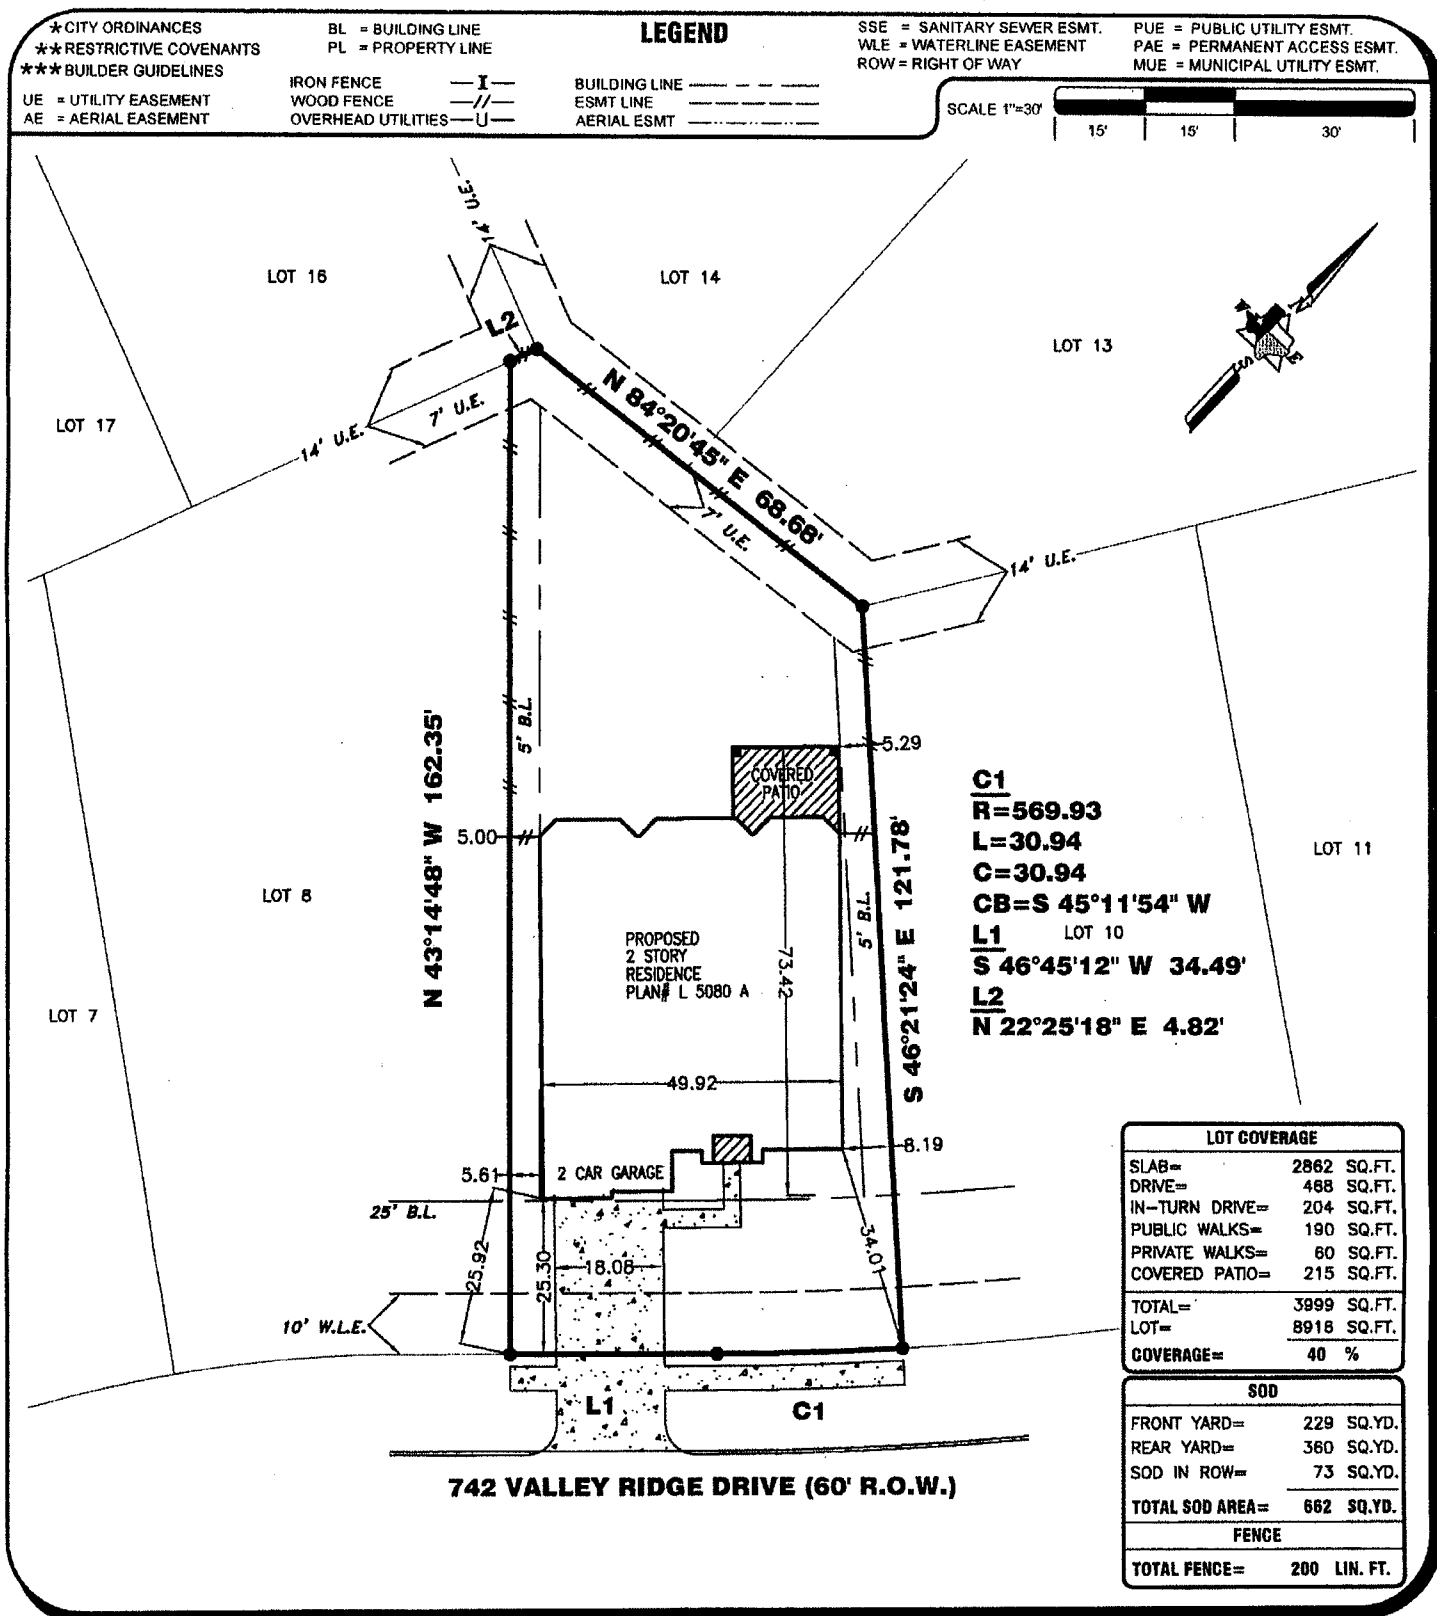 *CITY ORDINANCES
**RESTRICTIVE COVENANTS
***BUILDER GUIDELINES
UE = UTILITY EASEMENT
AE = AERIAL EASEMENT
BL = BUILDING LINE
PL = PROPERTY LINE
IRON FENCE I
WOOD FENCE //
OVERHEAD UTILITIES U
LEGEND
BUILDING LINE
ESMT LINE
AERIAL ESMT
SSE = SANITARY SEWER ESMT.
WLE = WATERLINE EASEMENT
ROW = RIGHT OF WAY
PUE = PUBLIC UTILITY ESMT.
PAE = PERMANENT ACCESS ESMT.
MUE = MUNICIPAL UTILITY ESMT.
SCALE 1"=30'
15' 15' 30'
14' U.E.
LOT 16
LOT 14
LOT 13
LOT 17
L2
14' U.E.
7' U.E.
N 84°20'45" E 68.68'
7' U.E.
14' U.E.
N
S
E
N 43°14'48" W 162.35'
5' B.L.
5.29
COVERED
PATIO
5.00
LOT 8
LOT 7
PROPOSED
2 STORY
RESIDENCE
PLAN# L 5080 A
73.42
5' B.L.
S 46°21'24" E 121.78'
C1
R=569.93
L=30.94
C=30.94
CB=S 45°11'54" W
L1
LOT 10
S 46°45'12" W 34.49'
L2
N 22°25'18" E 4.82'
LOT 11
49.92
8.19
5.61
2 CAR GARAGE
25' B.L.
25.92
25.30
18.08
34.01
10' W.L.E.
L1
C1
742 VALLEY RIDGE DRIVE (60' R.O.W.)
LOT COVERAGE
SLAB= 2862 SQ.FT.
DRIVE= 468 SQ.FT.
IN-TURN DRIVE= 204 SQ.FT.
PUBLIC WALKS= 190 SQ.FT.
PRIVATE WALKS= 60 SQ.FT.
COVERED PATIO= 215 SQ.FT.
TOTAL= 3999 SQ.FT.
LOT= 8918 SQ.FT.
COVERAGE= 40 %
SOD
FRONT YARD= 229 SQ.YD.
REAR YARD= 360 SQ.YD.
SOD IN ROW= 73 SQ.YD.
TOTAL SOD AREA= 662 SQ.YD.
FENCE
TOTAL FENCE= 200 LIN. FT.